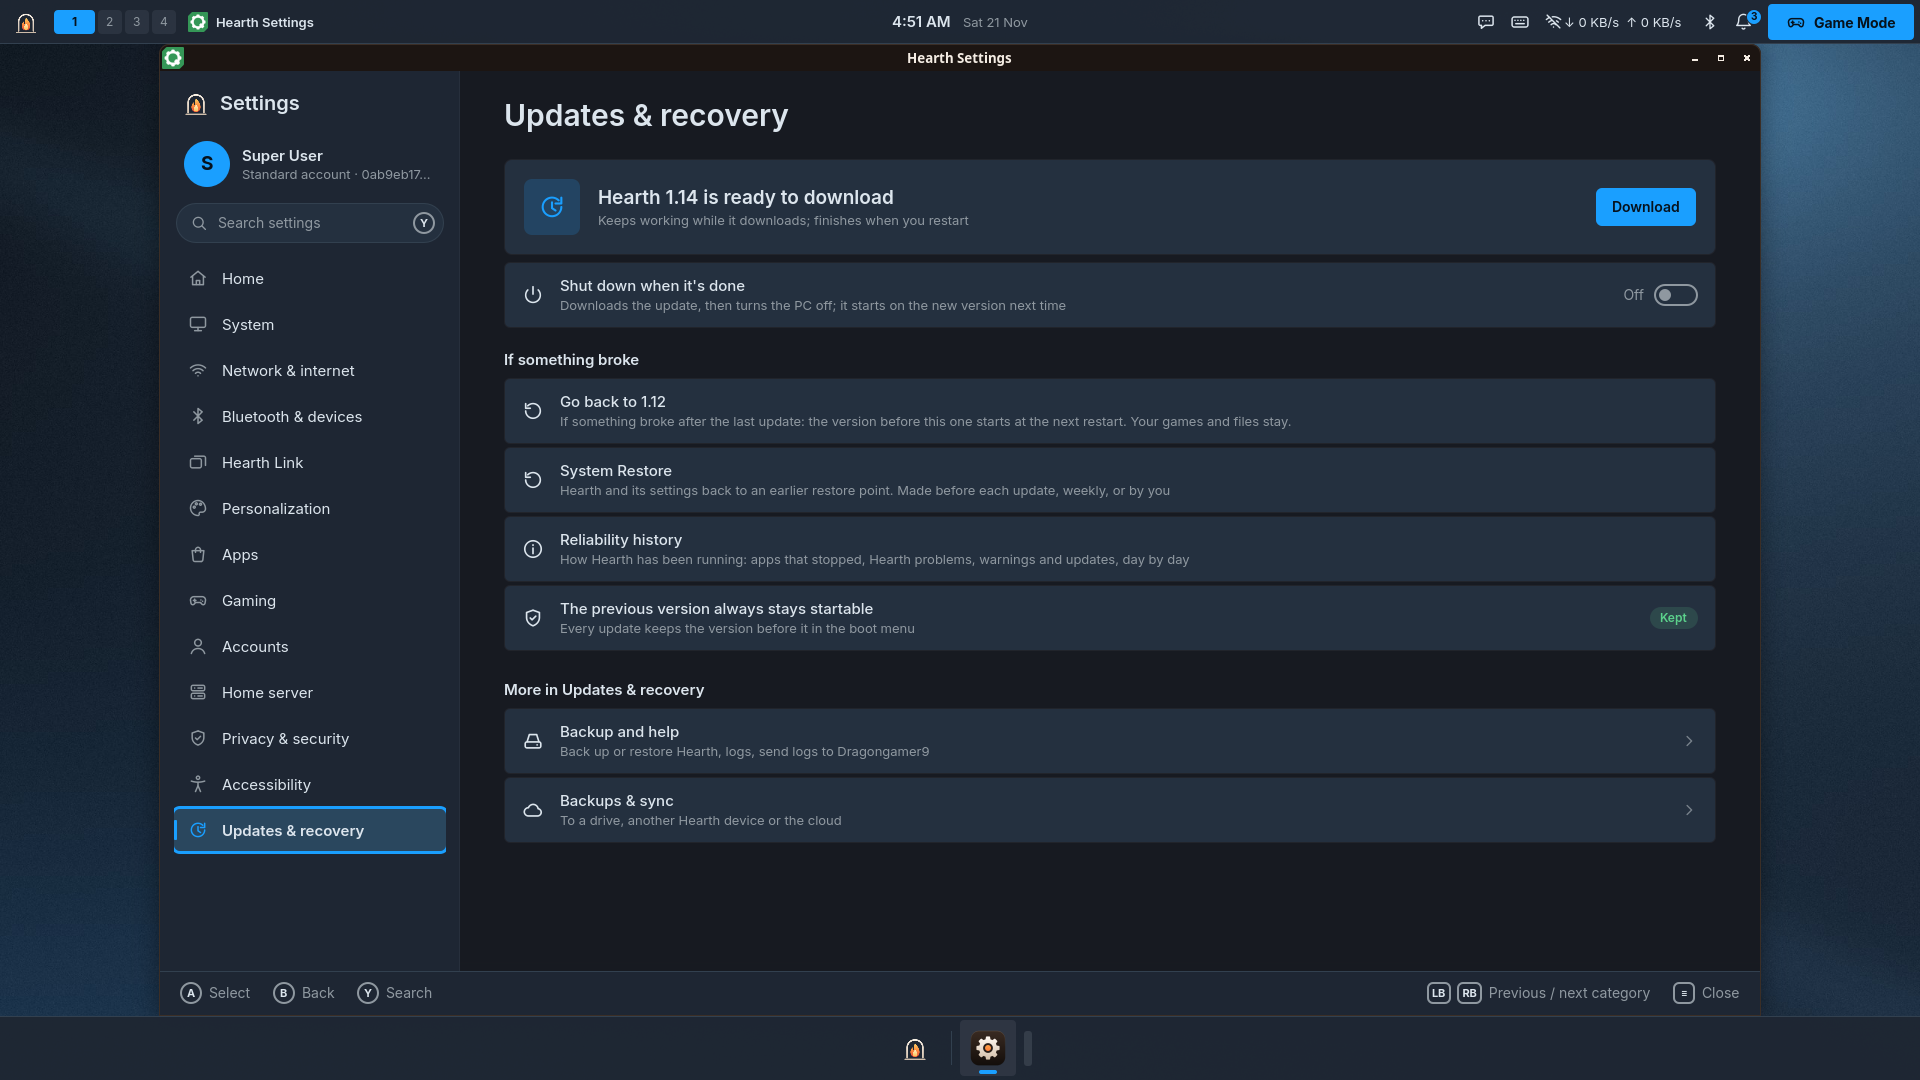 1 2 3 4 Hearth Settings
4:51 AM Sat 21 Nov
↓ 0 KB/s ↑ 0 KB/s
3
Game Mode
Hearth Settings
Settings
S
Super User
Standard account · 0ab9eb17...
Search settings Y
Home
System
Network & internet
Bluetooth & devices
Hearth Link
Personalization
Apps
Gaming
Accounts
Home server
Privacy & security
Accessibility
Updates & recovery
Updates & recovery
Hearth 1.14 is ready to download
Keeps working while it downloads; finishes when you restart
Download
Shut down when it's done
Downloads the update, then turns the PC off; it starts on the new version next time
Off
If something broke
Go back to 1.12
If something broke after the last update: the version before this one starts at the next restart. Your games and files stay.
System Restore
Hearth and its settings back to an earlier restore point. Made before each update, weekly, or by you
Reliability history
How Hearth has been running: apps that stopped, Hearth problems, warnings and updates, day by day
The previous version always stays startable
Every update keeps the version before it in the boot menu
Kept
More in Updates & recovery
Backup and help
Back up or restore Hearth, logs, send logs to Dragongamer9
Backups & sync
To a drive, another Hearth device or the cloud
A Select B Back Y Search
LB RB Previous / next category ≡ Close